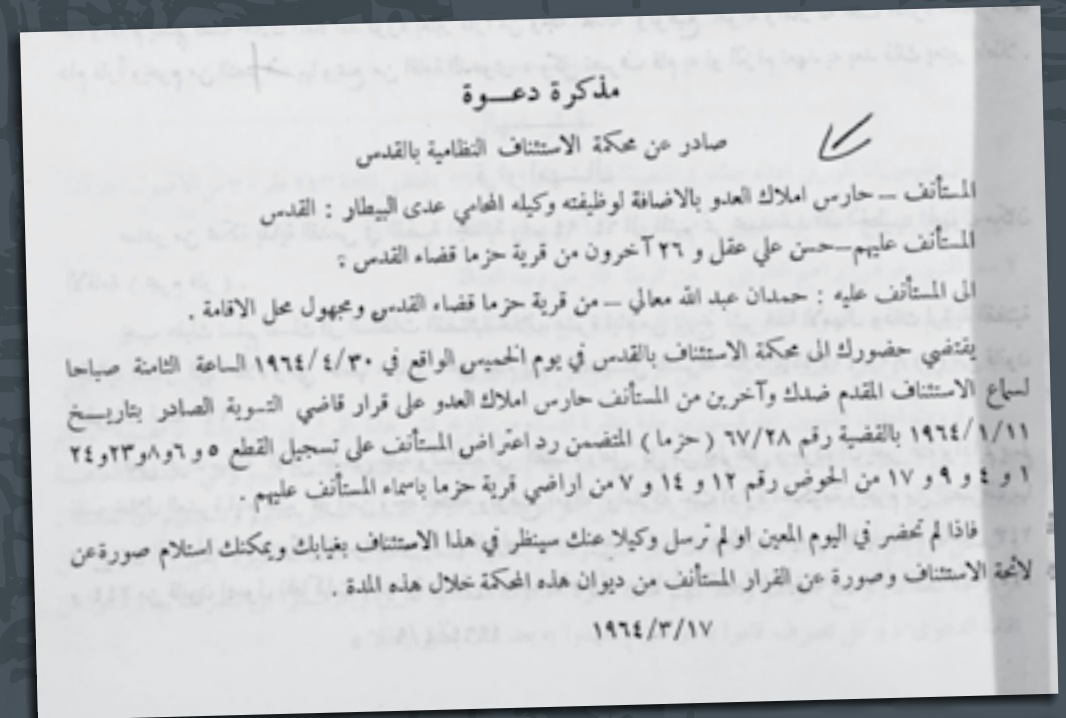 مذكرة دعـــوة
صادر عن محكمة الاستئناف النظامية بالقدس
المستأنف – حارس املاك العدو بالاضافة لوظيفته وكيله المحامي عدى البيطار : القدس
المستأنف عليهم—حسن علي عقل و ٢٦ آخرون من قرية حزما قضاء القدس ؛
الى المستأنف عليه : حمدان عبد الله معالي – من قرية حزما قضاء القدس ومجهول محل الاقامة .
يقتضي حضورك الى محكمة الاستئناف بالقدس في يوم الخميس الواقع في ١٩٦٤/٤/٣٠ الساعة الثامنة صباحا
لسماع الاستئناف المقدم ضدك وآخرين من المستأنف حارس املاك العدو على قرار قاضي التسوية الصادر بتاريــخ
١٩٦٤/١/١١ بالقضية رقم ٦٧/٢٨ ( حزما ) المتضمن رد اعتراض المستأنف على تسجيل القطع ٥ و ٦ و٨و٢٣و٢٤
١ و ٤ و ٩ و ١٧ من الحوض رقم ١٢ و ١٤ و ٧ من اراضي قرية حزما باسماء المستأنف عليهم .
فاذا لم تحضر في اليوم المعين او لم ترسل وكيلا عنك سينظر في هذا الاستئناف بغيابك ويمكنك استلام صورة عن
لائحة الاستئناف وصورة عن القرار المستأنف من ديوان هذه المحكمة خلال هذه المدة .
١٩٦٤/٣/١٧